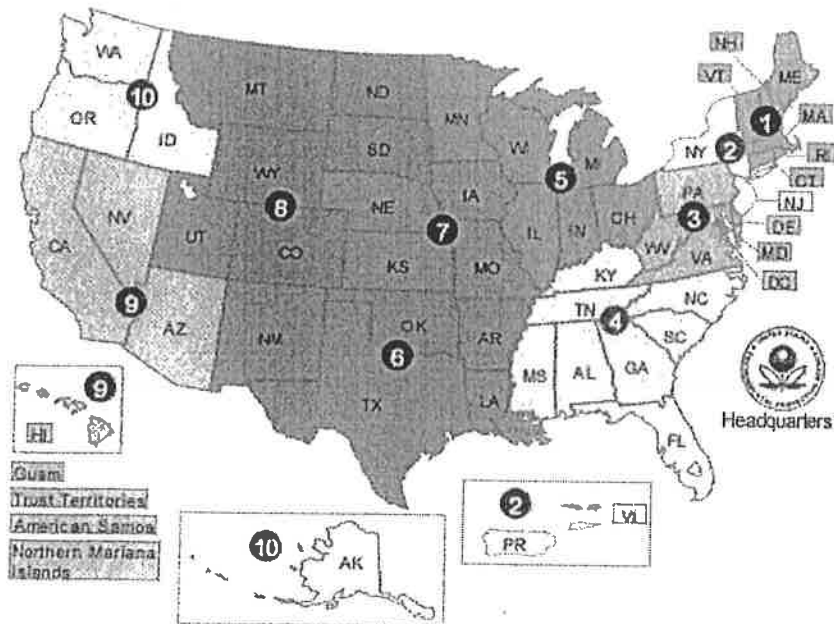 NH
WA
VT
ME
MT
ND
10
MN
1
MA
OR
ID
WI
NY
2
RI
SD
MI
CT
WY
5
PA
NJ
IA
8
NE
3
DE
NV
7
IL
IN
OH
WV
MD
UT
VA
CA
CO
DC
KS
MO
KY
9
NC
TN
4
OK
AZ
NM
AR
SC
6
MS
AL
GA
9
TX
LA
Headquarters
HI
FL
Guam
Trust Territories
American Samoa
Northern Mariana
Islands
2
VI
10
PR
AK